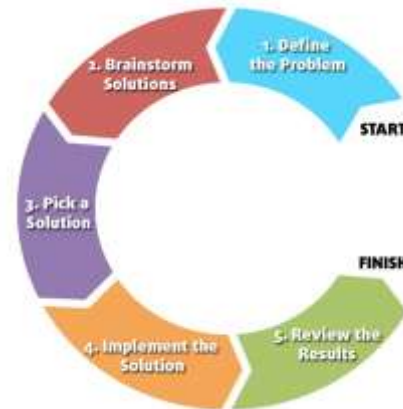 START
1. Define
the Problem
2. Brainstorm
Solutions
3. Pick a
Solution
4. Implement the
Solution
5. Review the
Results
FINISH